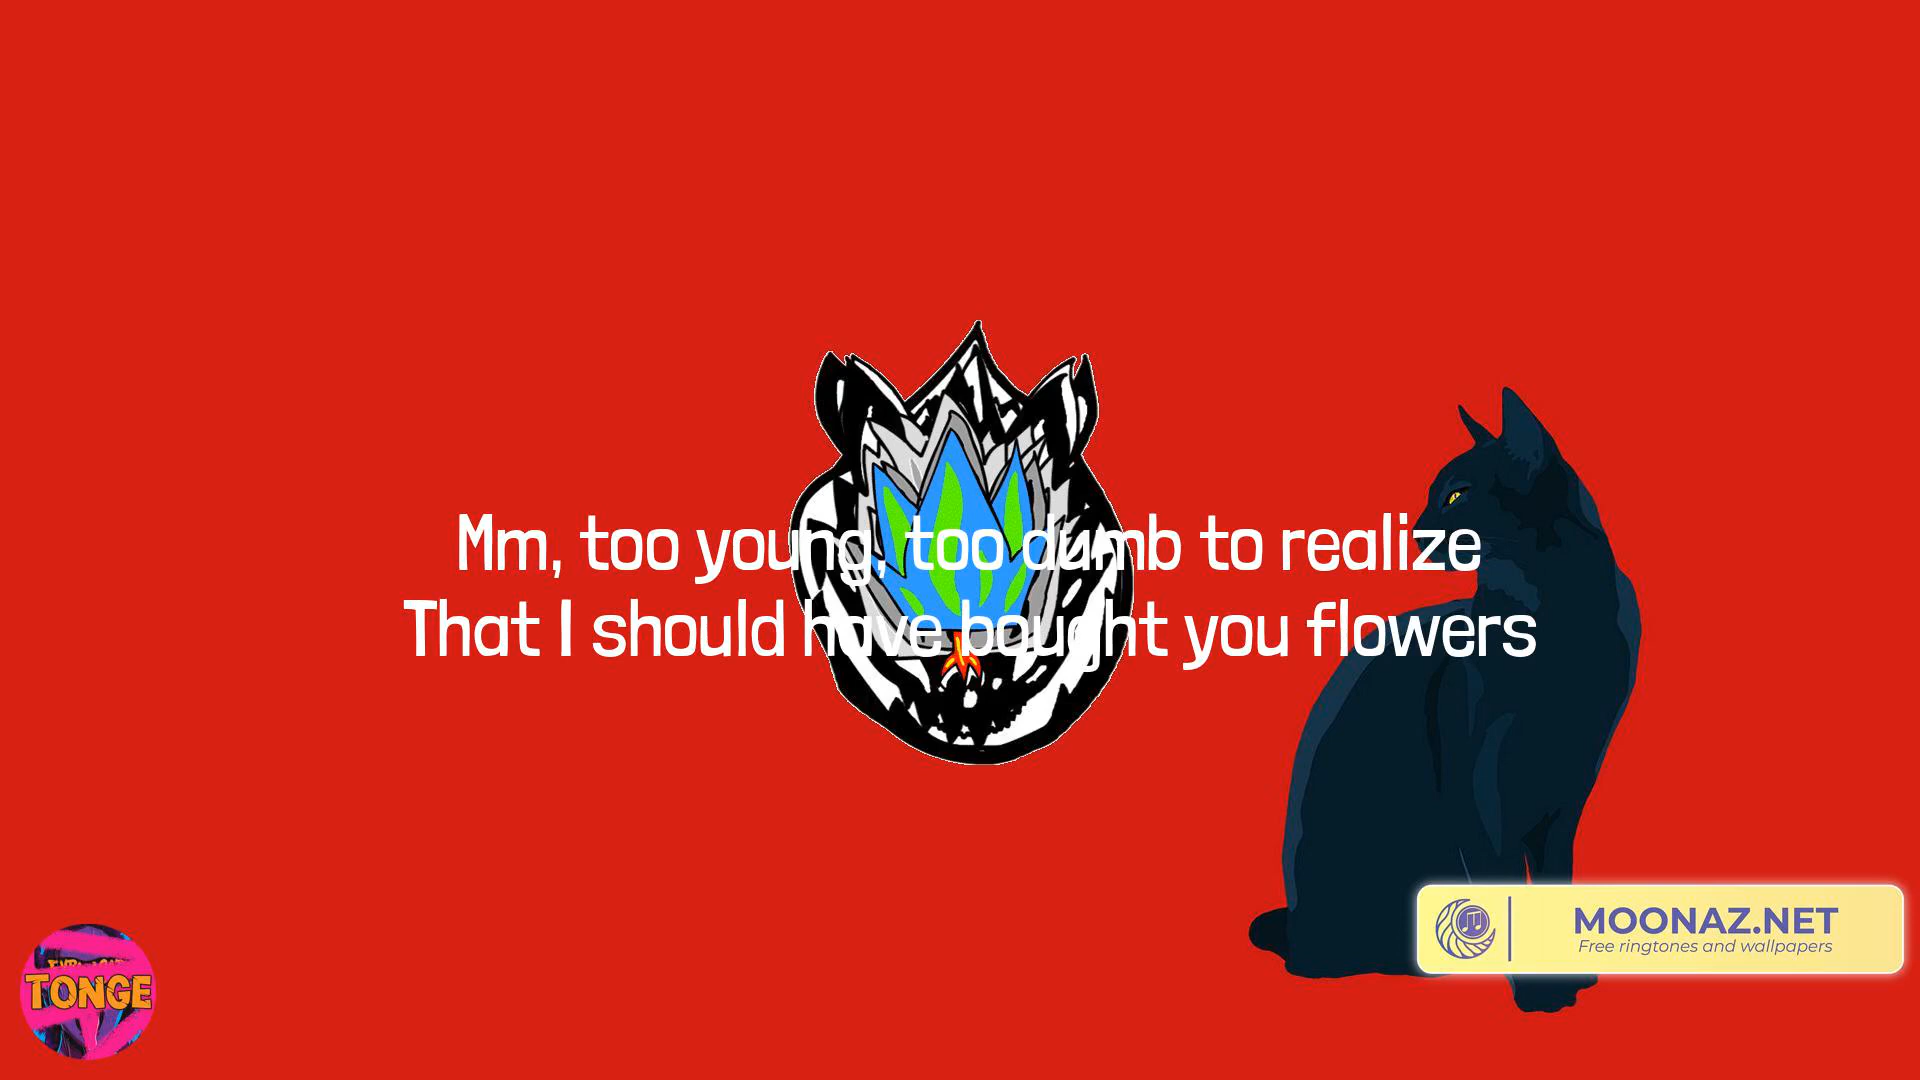 Mm, too young, too dumb to realize
That I should have bought you flowers
MOONAZ.NET
Free ringtones and wallpapers
TONGE